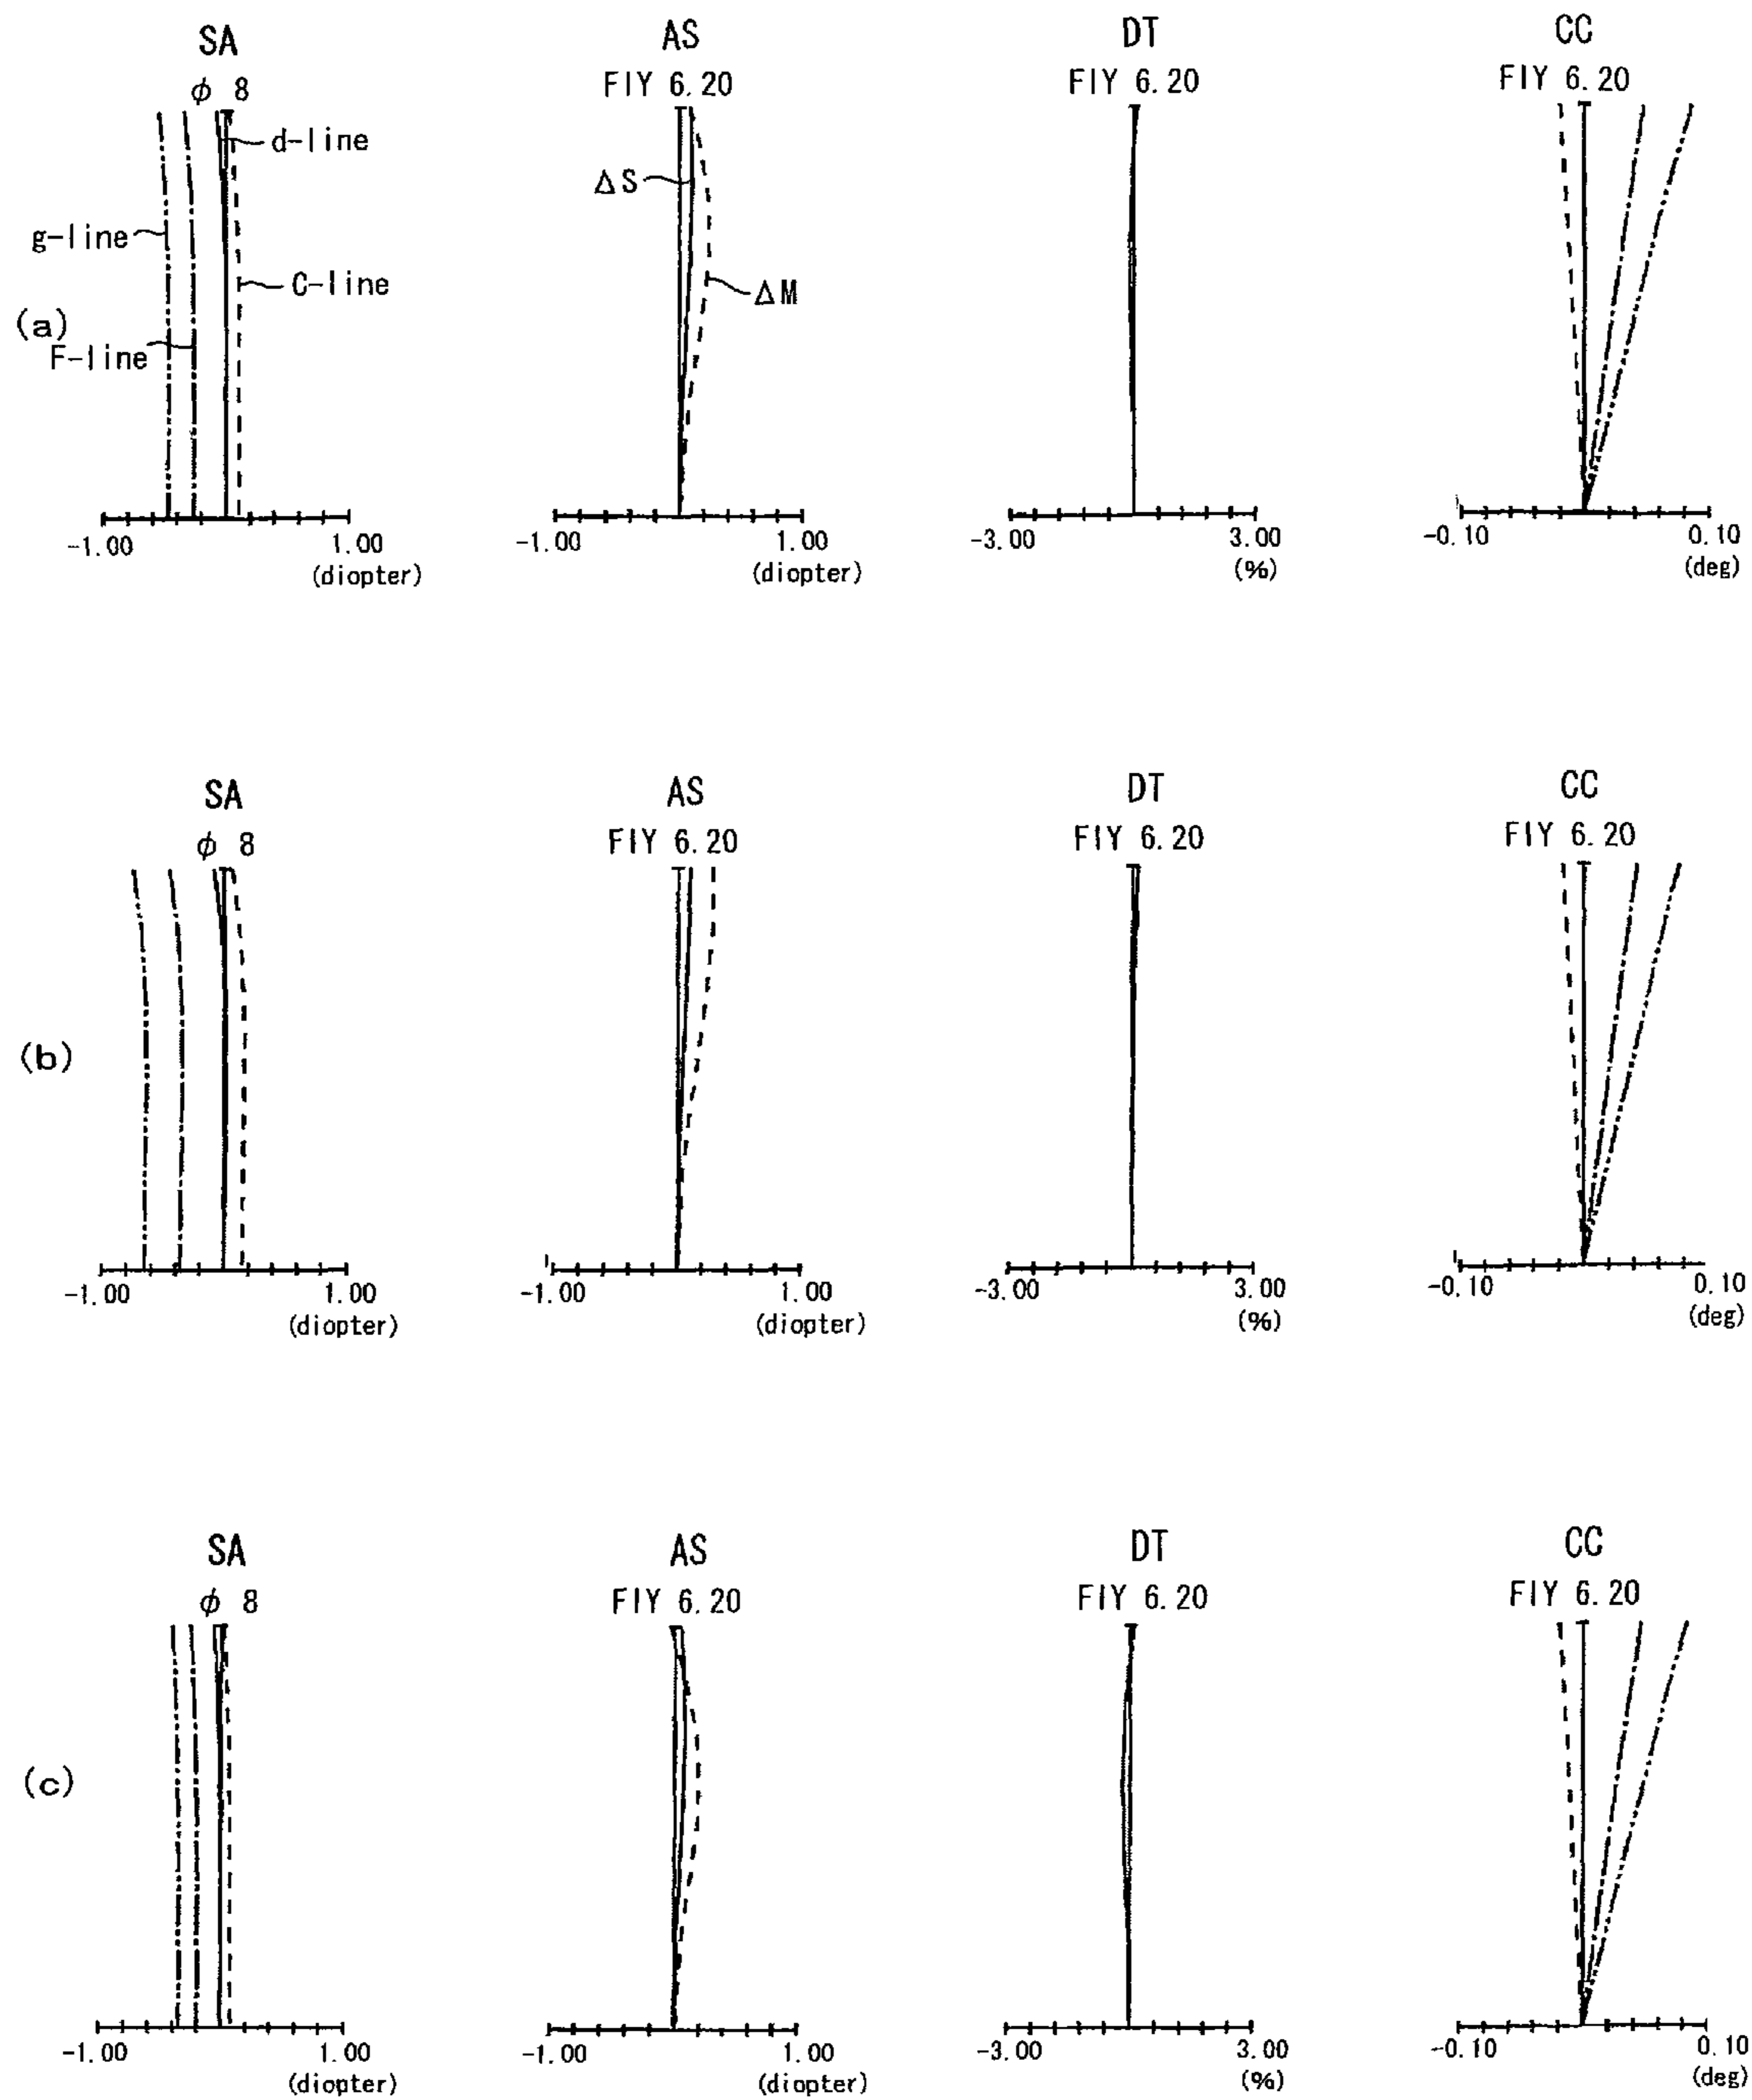 SA
AS
DT
CC
φ 8
FIY 6.20
FIY 6.20
FIY 6.20
d-line
g-line
C-line
F-line
ΔS
ΔM
(a)
-1.00
1.00
(diopter)
-1.00
1.00
(diopter)
-3.00
3.00
(%)
-0.10
0.10
(deg)
SA
AS
DT
CC
φ 8
FIY 6.20
FIY 6.20
FIY 6.20
(b)
-1.00
1.00
(diopter)
-1.00
1.00
(diopter)
-3.00
3.00
(%)
-0.10
0.10
(deg)
SA
AS
DT
CC
φ 8
FIY 6.20
FIY 6.20
FIY 6.20
(c)
-1.00
1.00
(diopter)
-1.00
1.00
(diopter)
-3.00
3.00
(%)
-0.10
0.10
(deg)